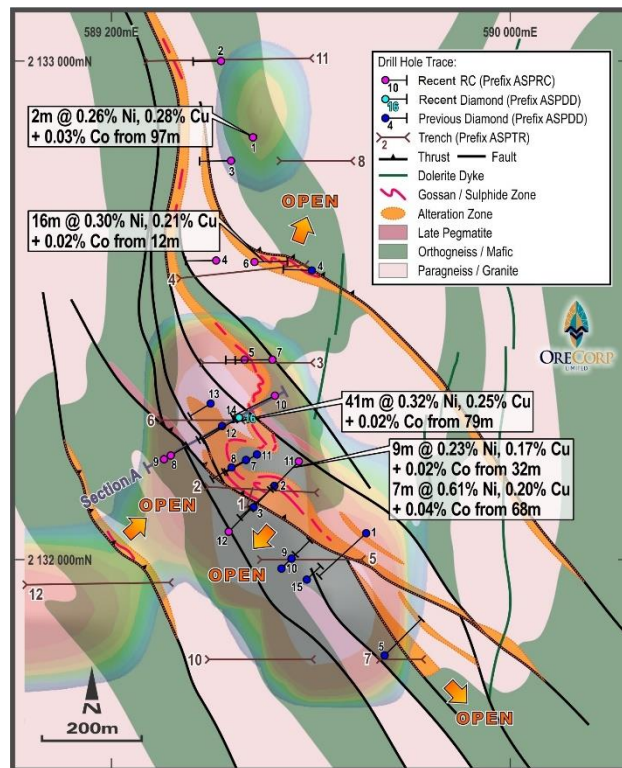 589 200mE
590 000mE
2 133 000mN
2
11
Drill Hole Trace:
10
Recent RC (Prefix ASPRC)
16
Recent Diamond (Prefix ASPDD)
4
Previous Diamond (Prefix ASPDD)
2
Trench (Prefix ASPTR)
Thrust
Fault
Dolerite Dyke
Gossan / Sulphide Zone
Alteration Zone
Late Pegmatite
Orthogneiss / Mafic
Paragneiss / Granite
2m @ 0.26% Ni, 0.28% Cu
+ 0.03% Co from 97m
1
3
8
OPEN
16m @ 0.30% Ni, 0.21% Cu
+ 0.02% Co from 12m
4
6
4
4
ORECORP
LIMITED
5
7
3
13
10
41m @ 0.32% Ni, 0.25% Cu
+ 0.02% Co from 79m
14
16
6
12
9m @ 0.23% Ni, 0.17% Cu
+ 0.02% Co from 32m
7m @ 0.61% Ni, 0.20% Cu
+ 0.04% Co from 68m
9
8
8
7
11
11
Section A
2
2
1
3
12
1
OPEN
OPEN
9
5
2 132 000mN
10
15
12
10
5
7
N
200m
OPEN